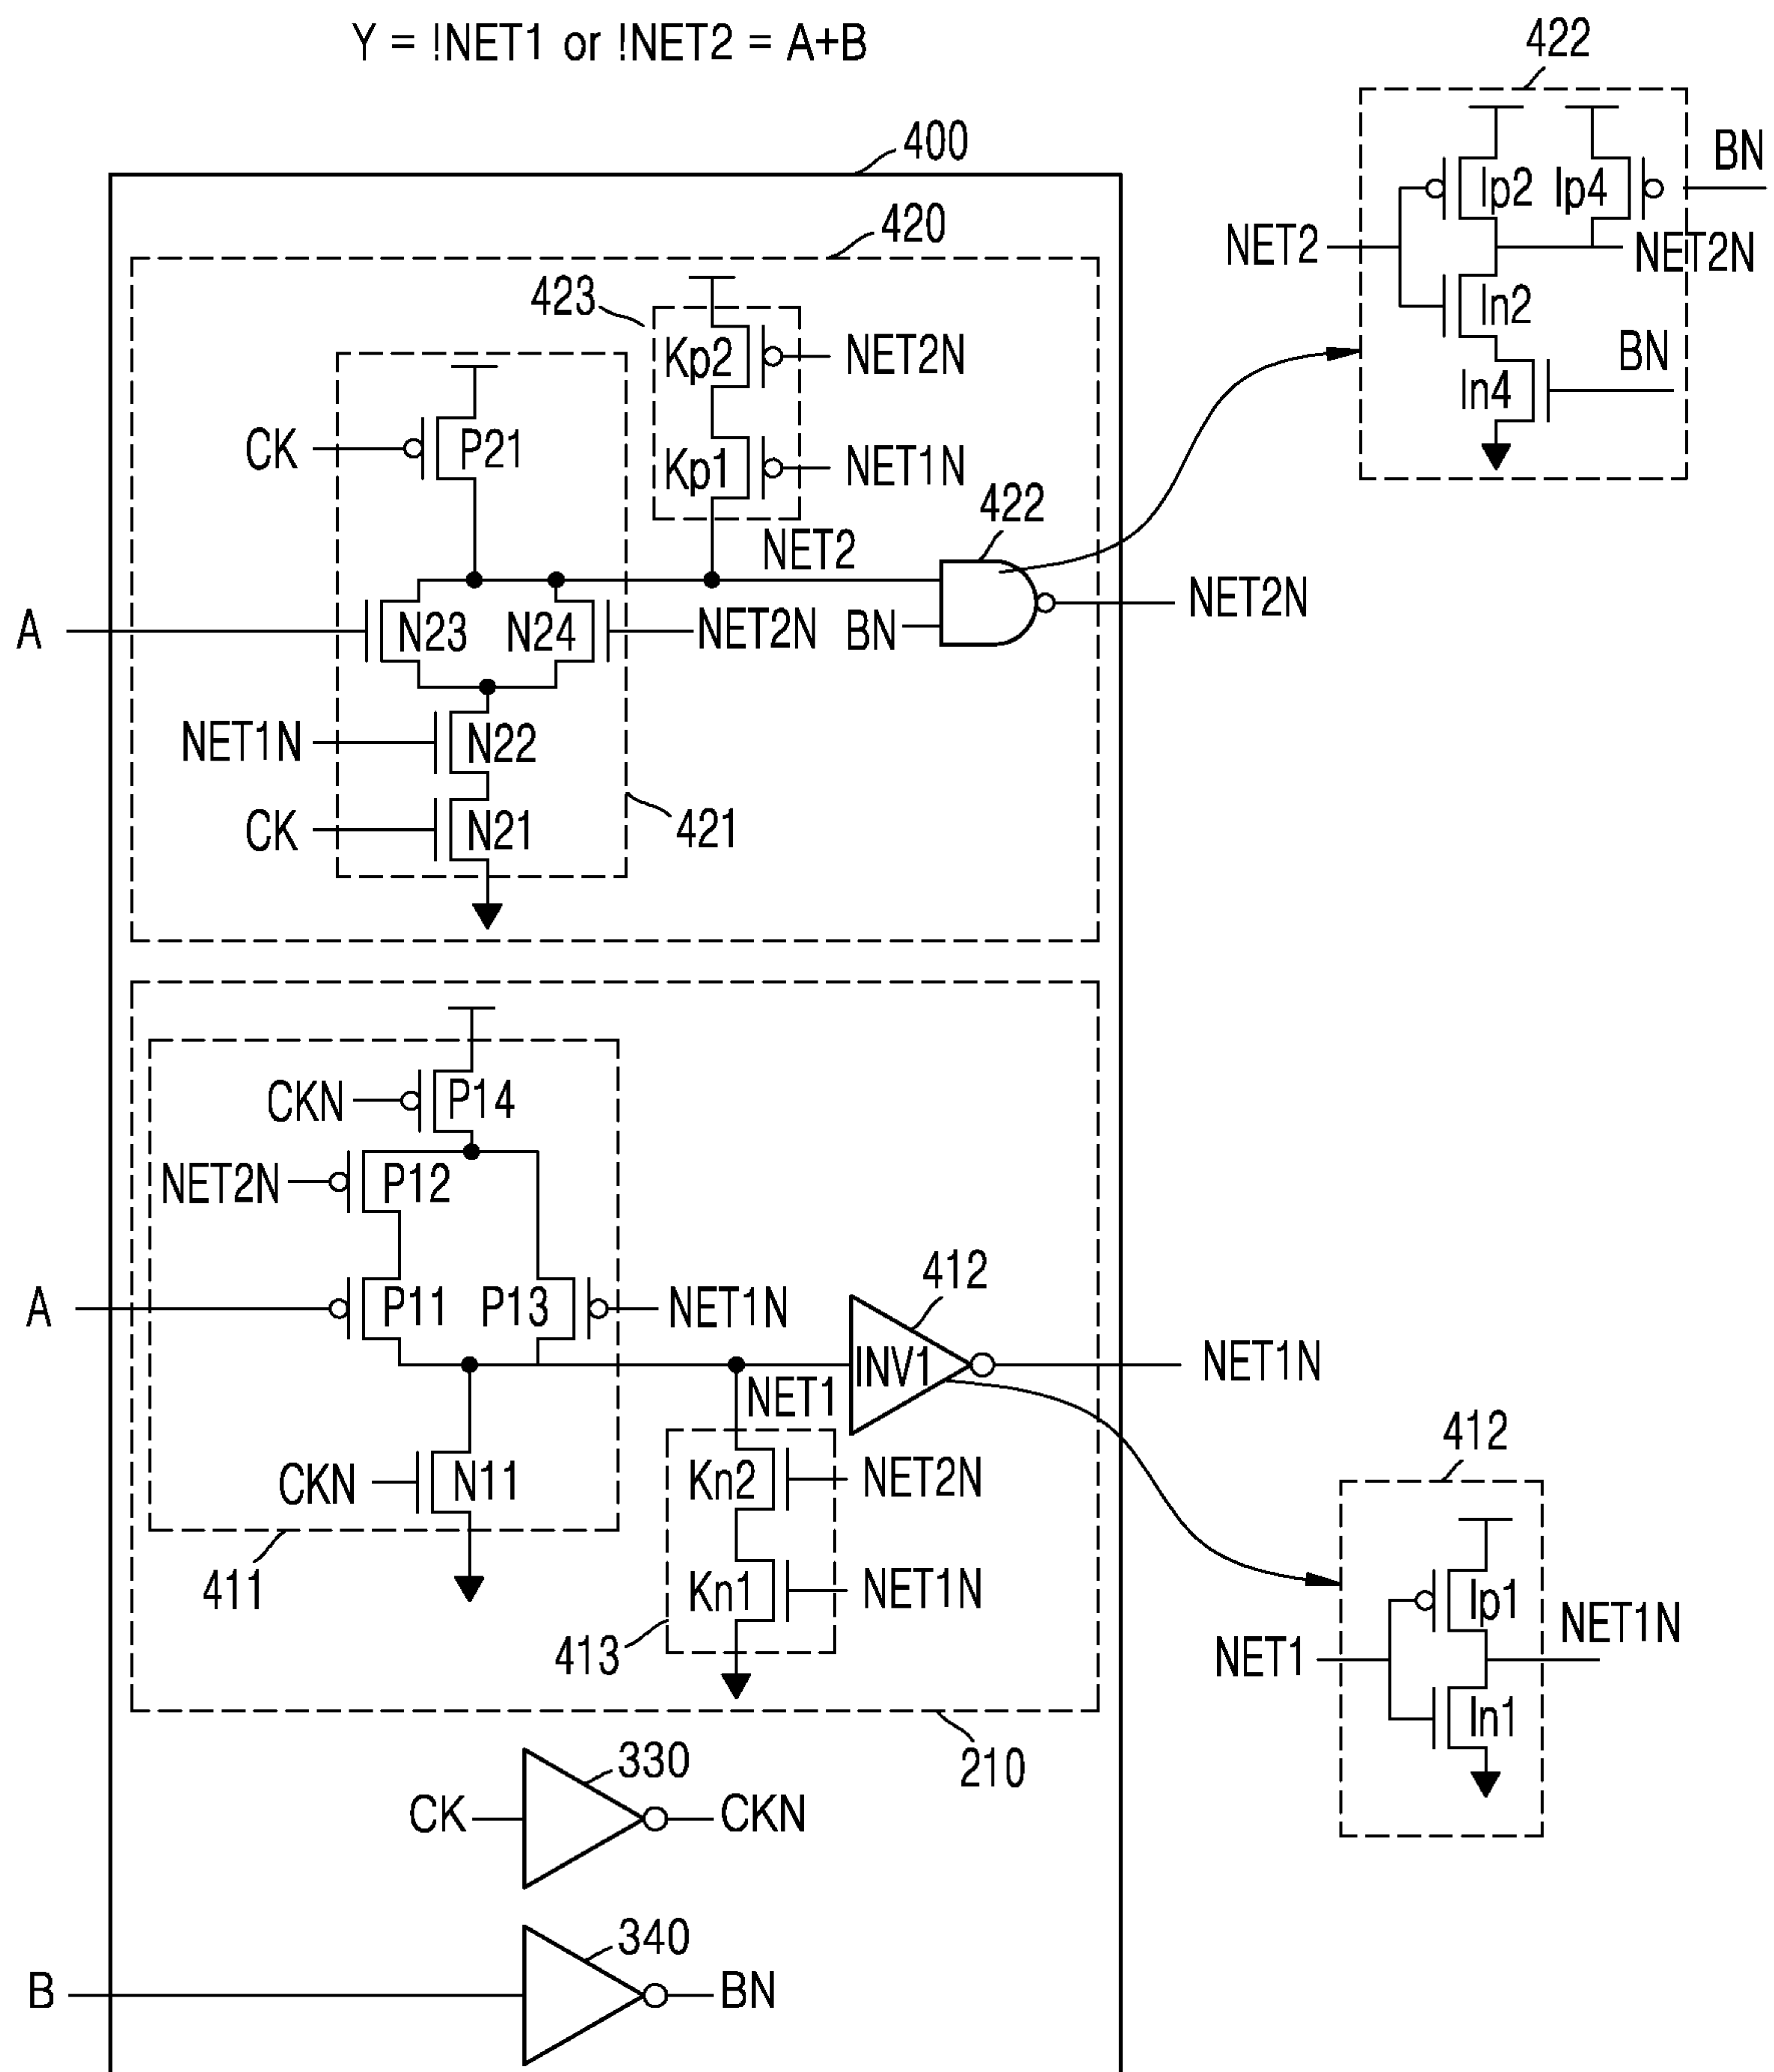 Y = !NET1 or !NET2 = A+B
422
400
BN
Ip2
Ip4
420
NET2
NET2N
In2
423
Kp2
NET2N
BN
In4
CK
P21
Kp1
NET1N
422
NET2
A
N23
N24
NET2N
BN
NET2N
NET1N
N22
CK
N21
421
CKN
P14
NET2N
P12
412
A
P11
P13
NET1N
INV1
NET1N
NET1
412
CKN
N11
Kn2
NET2N
411
Kn1
NET1N
Ip1
NET1N
413
NET1
In1
210
330
CK
CKN
340
B
BN